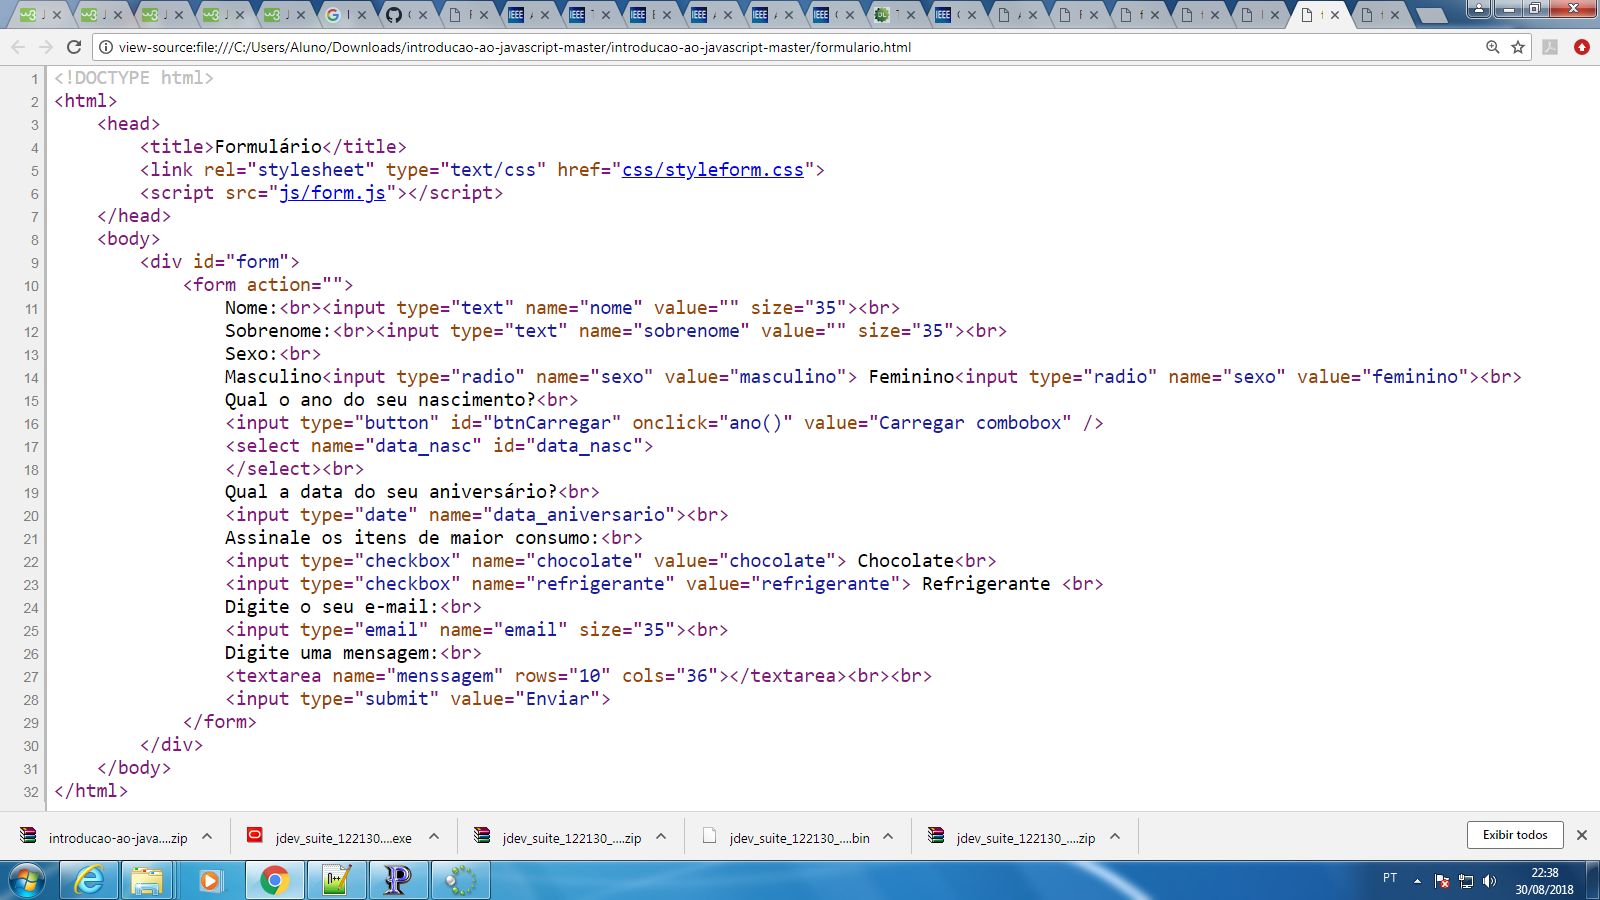 view-source:file:///C:/Users/Aluno/Downloads/introducao-ao-javascript-master/introducao-ao-javascript-master/formulario.html
1 <!DOCTYPE html>
2 <html>
3 <head>
4 <title>Formulário</title>
5 <link rel="stylesheet" type="text/css" href="css/styleform.css">
6 <script src="js/form.js"></script>
7 </head>
8 <body>
9 <div id="form">
10 <form action="">
11 Nome:<br><input type="text" name="nome" value="" size="35"><br>
12 Sobrenome:<br><input type="text" name="sobrenome" value="" size="35"><br>
13 Sexo:<br>
14 Masculino<input type="radio" name="sexo" value="masculino"> Feminino<input type="radio" name="sexo" value="feminino"><br>
15 Qual o ano do seu nascimento?<br>
16 <input type="button" id="btnCarregar" onclick="ano()" value="Carregar combobox" />
17 <select name="data_nasc" id="data_nasc">
18 </select><br>
19 Qual a data do seu aniversário?<br>
20 <input type="date" name="data_aniversario"><br>
21 Assinale os itens de maior consumo:<br>
22 <input type="checkbox" name="chocolate" value="chocolate"> Chocolate<br>
23 <input type="checkbox" name="refrigerante" value="refrigerante"> Refrigerante <br>
24 Digite o seu e-mail:<br>
25 <input type="email" name="email" size="35"><br>
26 Digite uma mensagem:<br>
27 <textarea name="menssagem" rows="10" cols="36"></textarea><br><br>
28 <input type="submit" value="Enviar">
29 </form>
30 </div>
31 </body>
32 </html>
introducao-ao-java....zip jdev_suite_122130....exe jdev_suite_122130_....zip jdev_suite_122130_....bin jdev_suite_122130_....zip Exibir todos
PT 22:38
30/08/2018